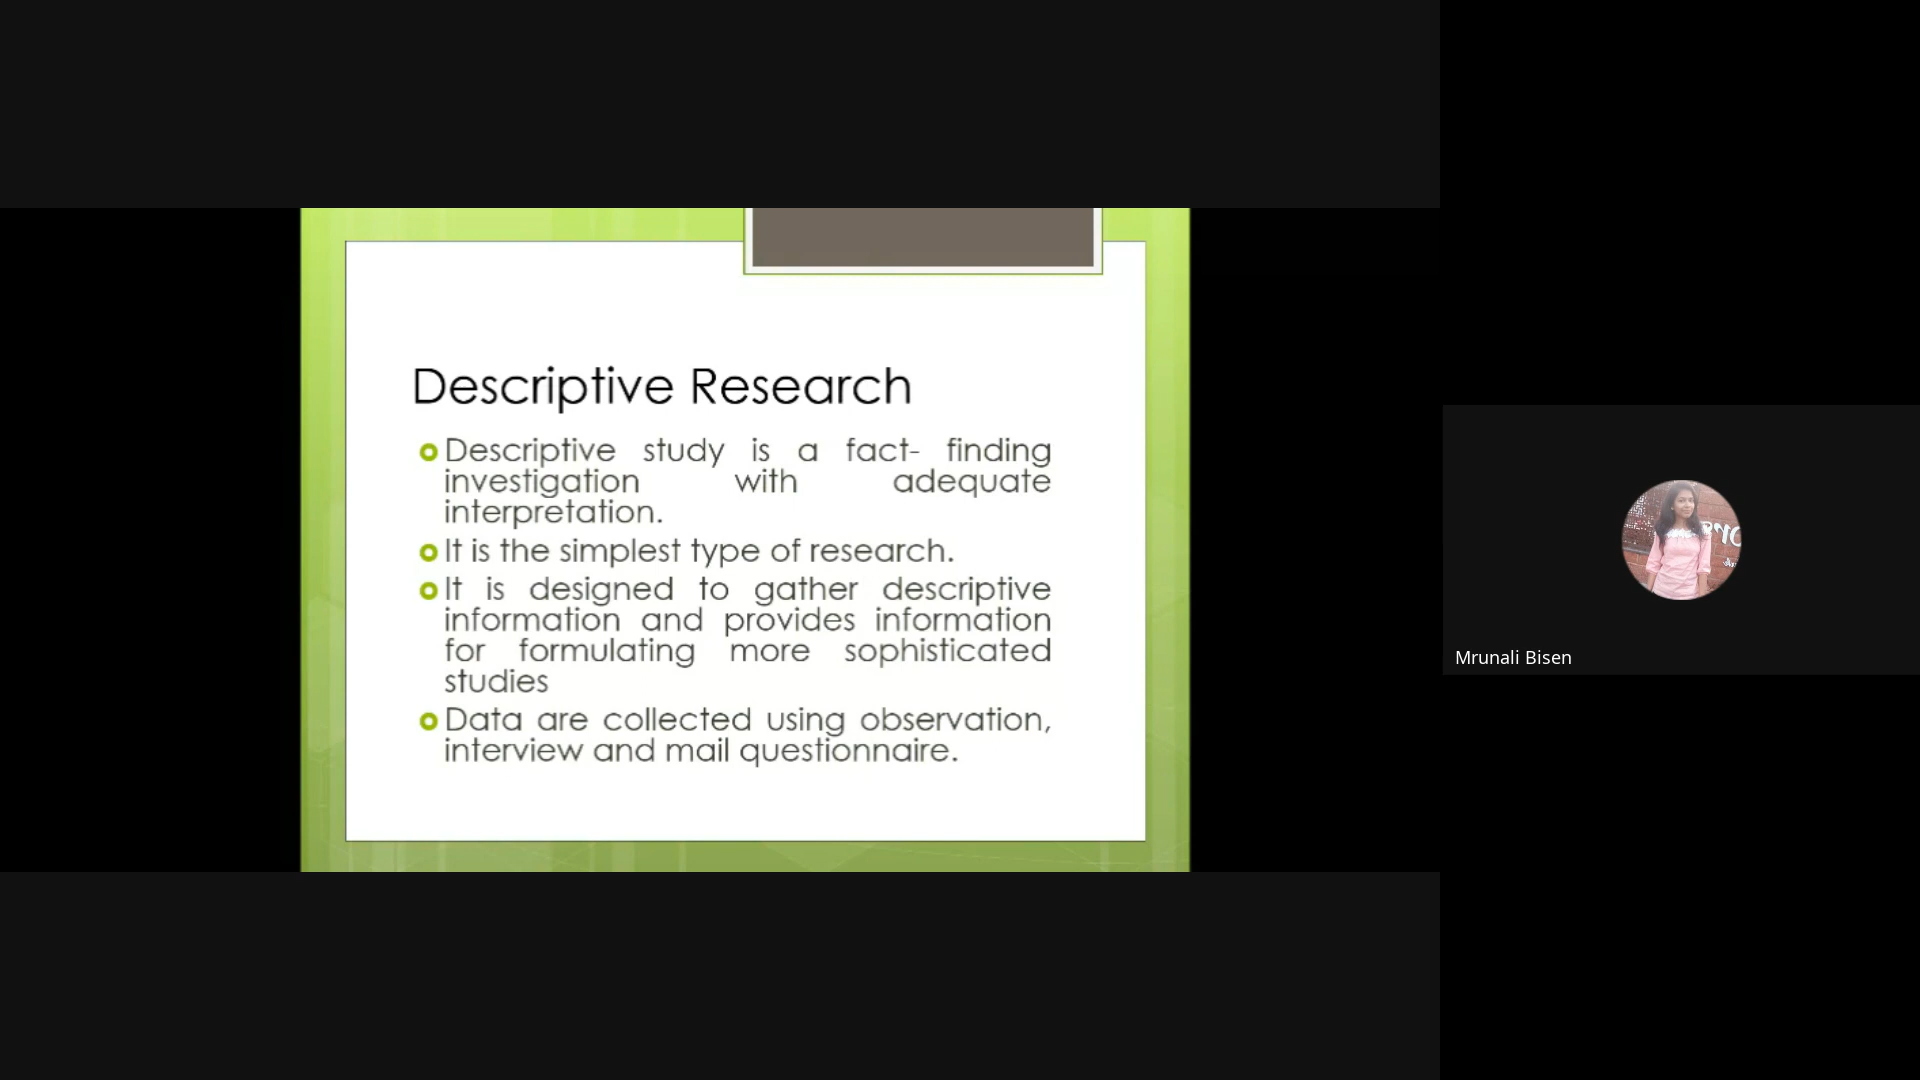 Descriptive Research
Descriptive study is a fact- finding
investigation with adequate
interpretation.
It is the simplest type of research.
It is designed to gather descriptive
information and provides information
for formulating more sophisticated
studies
Data are collected using observation,
interview and mail questionnaire.
Mrunali Bisen